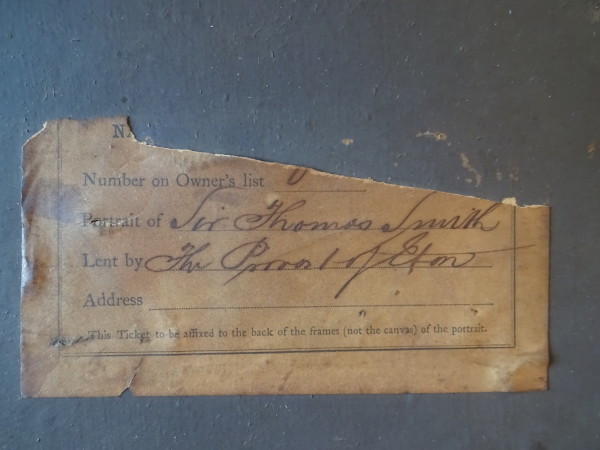 Number on Owner's list
Portrait of Sir Thomas Smith
Lent by The Provost of Eton
Address
This Ticket to be affixed to the back of the frames (not the canvas) of the portrait.